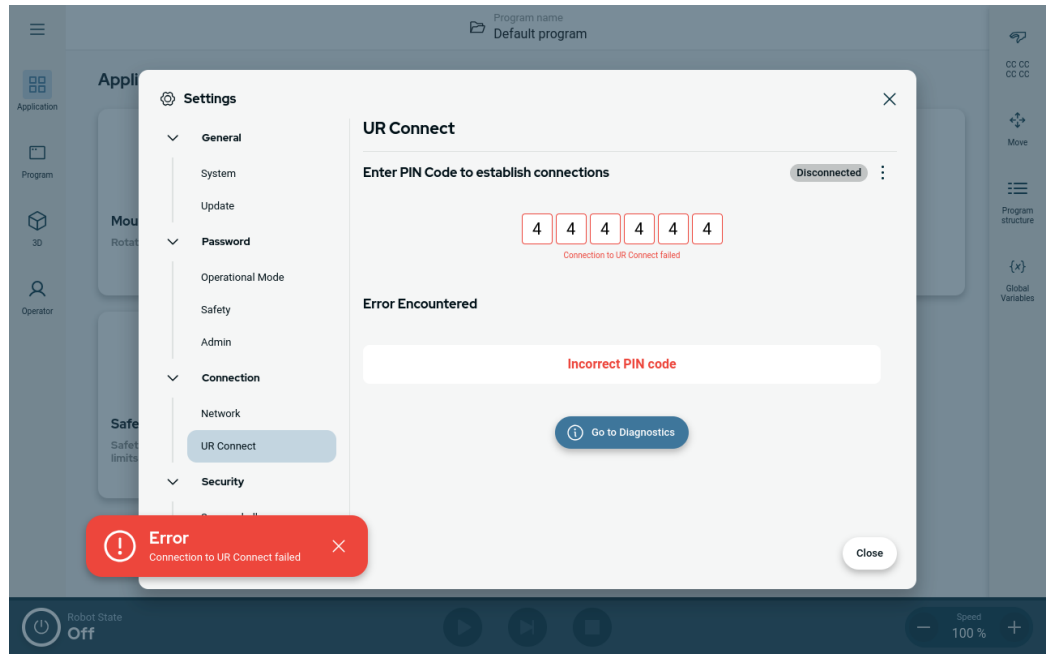 Program name
Default program
Appli
CC CC
CC CC
Application
Settings
UR Connect
General
Move
Enter PIN Code to establish connections
Disconnected
System
Program
Update
4 4 4 4 4 4
Program
structure
Mou
3D
Rotat
Password
Connection to UR Connect failed
Operational Mode
Global
Variables
{x}
Error Encountered
Operator
Safety
Admin
Incorrect PIN code
Connection
Network
Safe
Safet
limits
Go to Diagnostics
UR Connect
Security
Error
Connection to UR Connect failed
Close
Robot State
Off
Speed
100 %